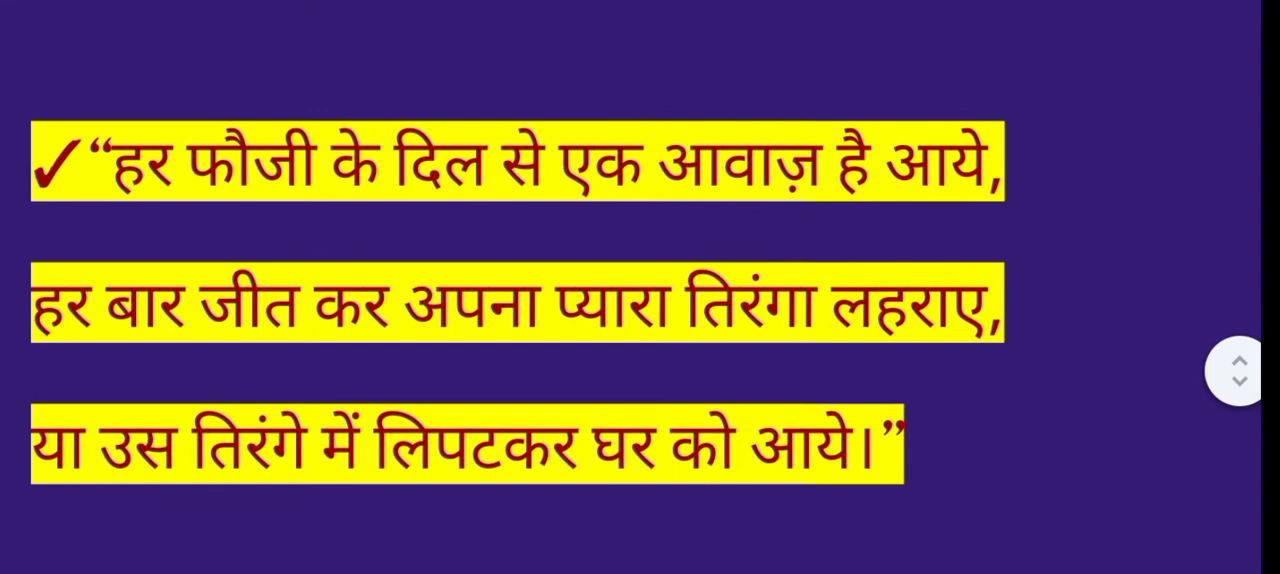 ✓“हर फौजी के दिल से एक आवाज़ है आये,
हर बार जीत कर अपना प्यारा तिरंगा लहराए,
या उस तिरंगे में लिपटकर घर को आये।”